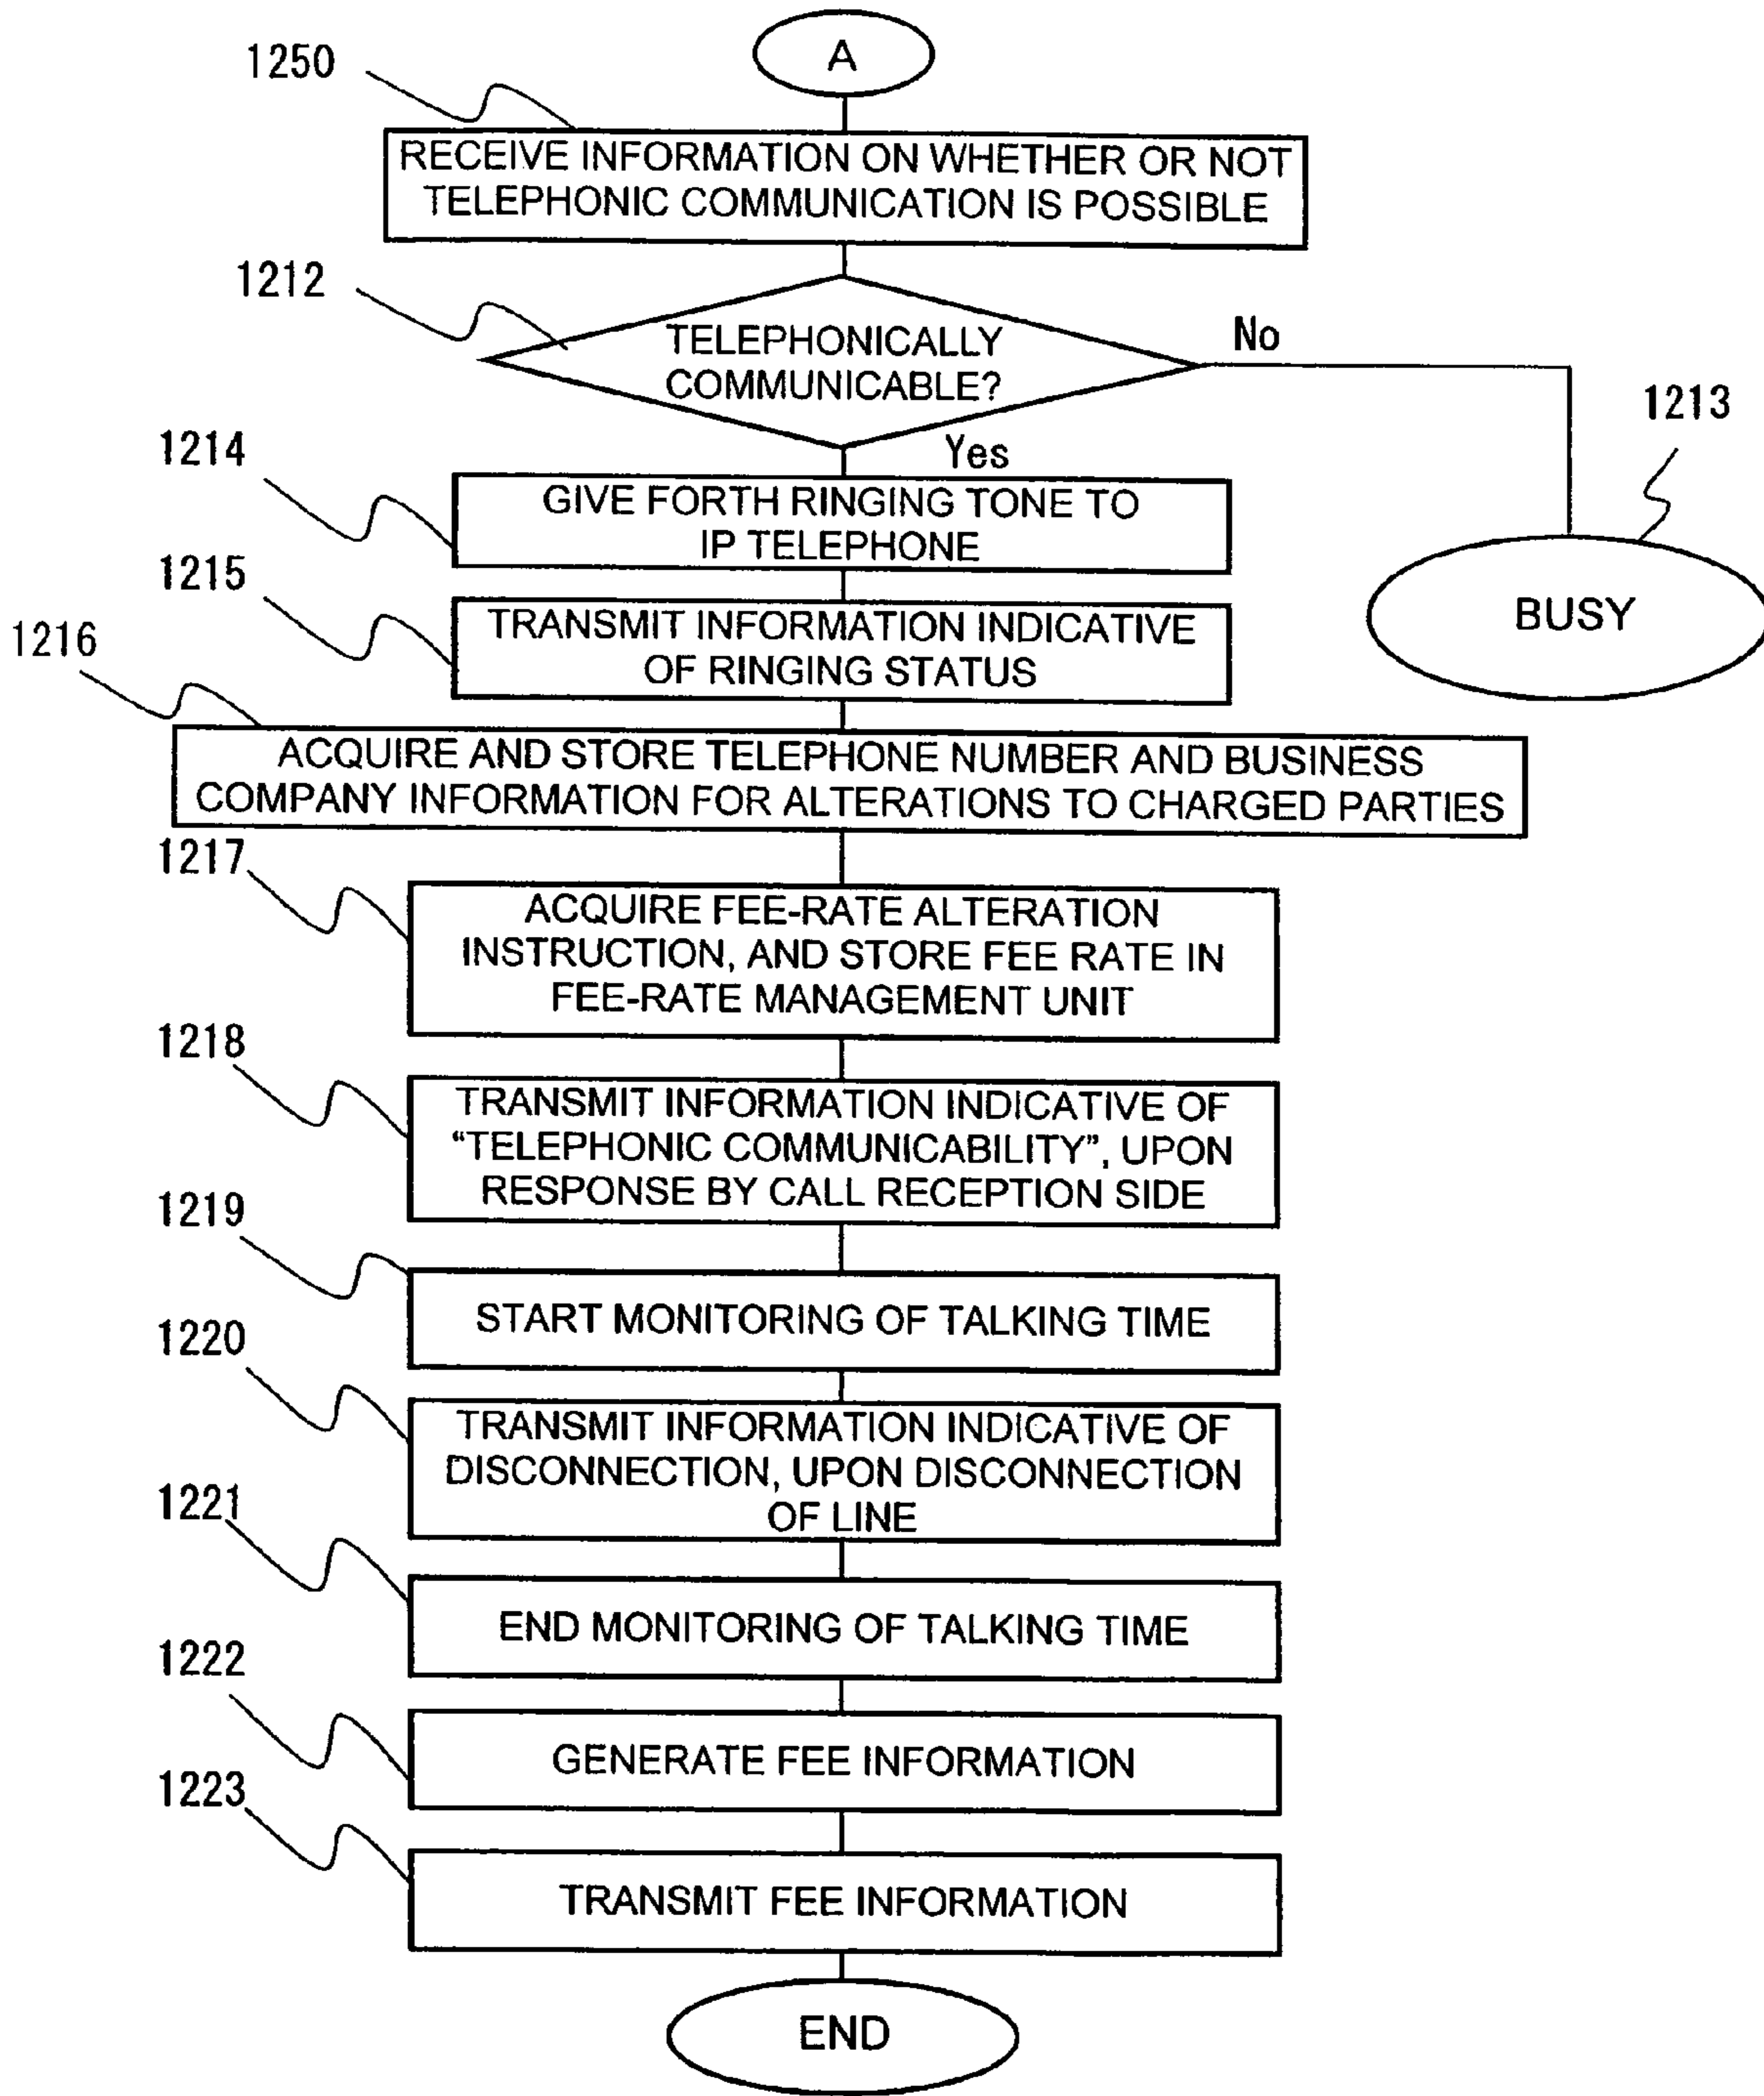 A
1250
RECEIVE INFORMATION ON WHETHER OR NOT
TELEPHONIC COMMUNICATION IS POSSIBLE
1212
TELEPHONICALLY
COMMUNICABLE?
No
1213
BUSY
Yes
1214
GIVE FORTH RINGING TONE TO
IP TELEPHONE
1215
TRANSMIT INFORMATION INDICATIVE
OF RINGING STATUS
1216
ACQUIRE AND STORE TELEPHONE NUMBER AND BUSINESS
COMPANY INFORMATION FOR ALTERATIONS TO CHARGED PARTIES
1217
ACQUIRE FEE-RATE ALTERATION
INSTRUCTION, AND STORE FEE RATE IN
FEE-RATE MANAGEMENT UNIT
1218
TRANSMIT INFORMATION INDICATIVE OF
“TELEPHONIC COMMUNICABILITY”, UPON
RESPONSE BY CALL RECEPTION SIDE
1219
START MONITORING OF TALKING TIME
1220
TRANSMIT INFORMATION INDICATIVE OF
DISCONNECTION, UPON DISCONNECTION
OF LINE
1221
END MONITORING OF TALKING TIME
1222
GENERATE FEE INFORMATION
1223
TRANSMIT FEE INFORMATION
END